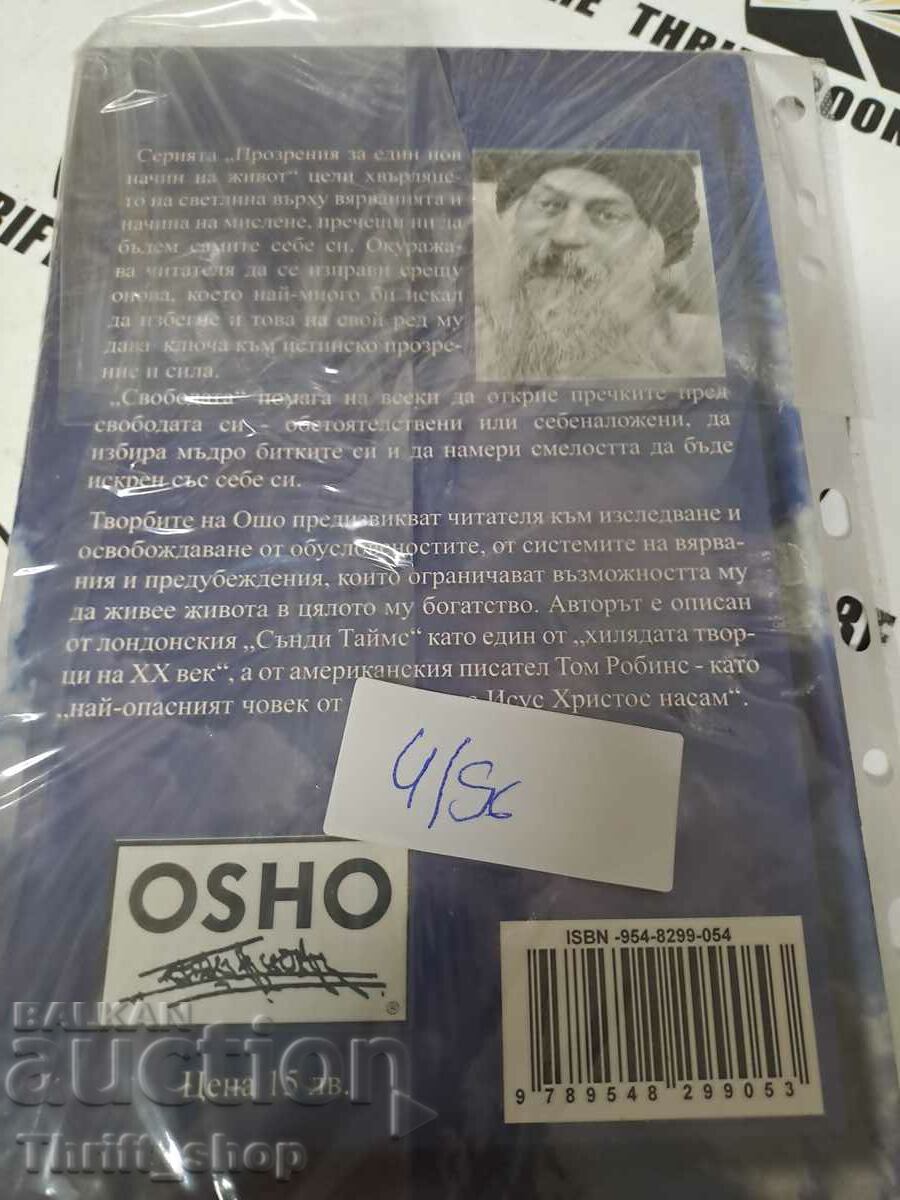 THE THRIFT
ROOM
THRIFT
Серията „Прозрения за един нов
начин на живот“ цели хвърляне-
то на светлина върху вярванията и
начина на мислене, пречещи ни да
бъдем самите себе си. Окуража-
ва читателя да се изправи срещу
онова, което най-много би искал
да избегне и това на свой ред му
дава ключа към истинско прозре-
ние и сила.
„Свободата“ помага на всеки да открие пречките пред
свободата си - обстоятелствени или себеналожени, да
избира мъдро битките си и да намери смелостта да бъде
искрен със себе си.
Творбите на Ошо предизвикват читателя към изследване и
освобождаване от обусловеностите, от системите на вярва-
ния и предубеждения, които ограничават възможността му
да живее живота в цялото му богатство. Авторът е описан
от лондонския „Сънди Таймс“ като един от „хилядата твор-
ци на XX век“, а от американския писател Том Робинс - като
„най-опасният човек от Исус Христос насам“.
4/56
OSHO
®
ISBN -954-8299-054
9 789548 299053
Цена 15 лв.
BALKAN
auction
Thrift_shop